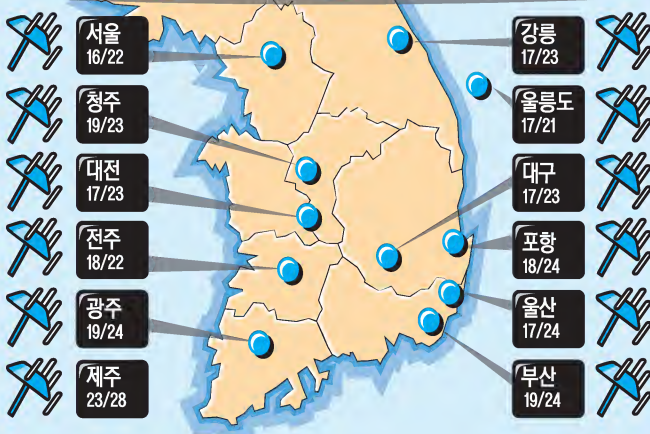 서울
16/22
청주
19/23
대전
17/23
전주
18/22
광주
19/24
제주
23/28
강릉
17/23
울릉도
17/21
대구
17/23
포항
18/24
울산
17/24
부산
19/24